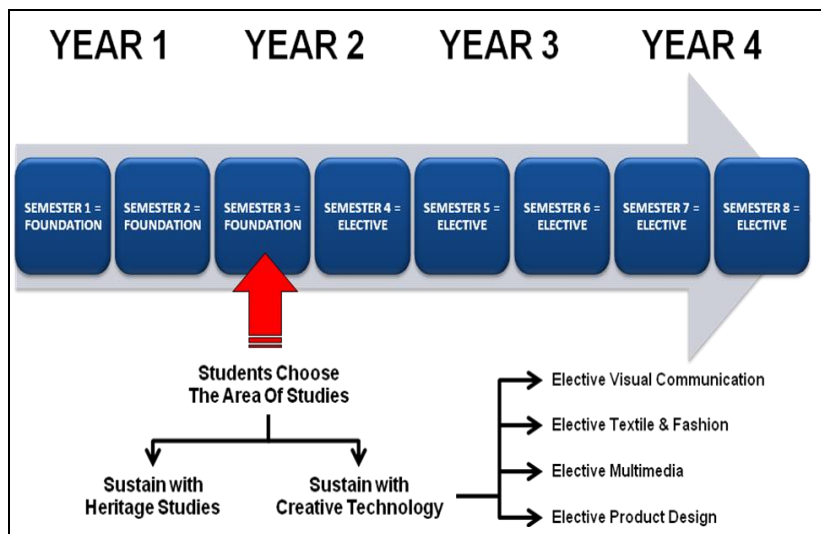 YEAR 1 YEAR 2 YEAR 3 YEAR 4
SEMESTER 1 =
FOUNDATION
SEMESTER 2 =
FOUNDATION
SEMESTER 3 =
FOUNDATION
SEMESTER 4 =
ELECTIVE
SEMESTER 5 =
ELECTIVE
SEMESTER 6 =
ELECTIVE
SEMESTER 7 =
ELECTIVE
SEMESTER 8 =
ELECTIVE
Students Choose
The Area Of Studies
Sustain with
Heritage Studies
Sustain with
Creative Technology
Elective Visual Communication
Elective Textile & Fashion
Elective Multimedia
Elective Product Design